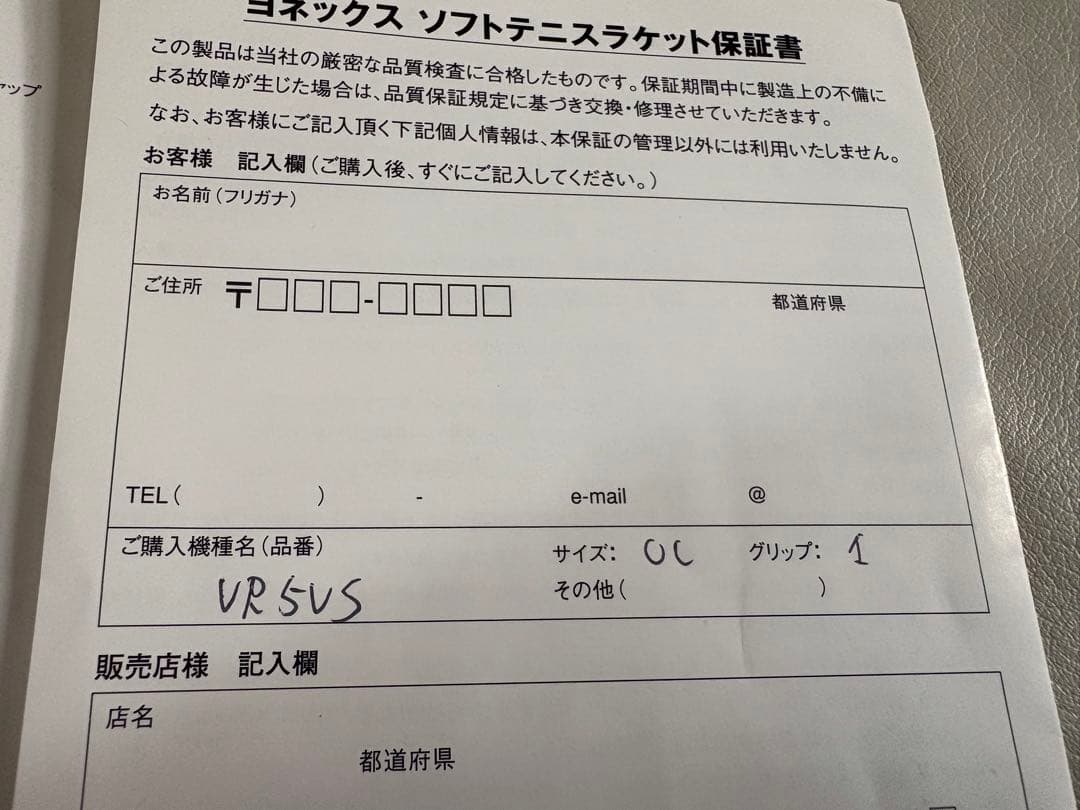 ヨネックス ソフトテニスラケット保証書
この製品は当社の厳密な品質検査に合格したものです。保証期間中に製造上の不備に
よる故障が生じた場合は、品質保証規定に基づき交換・修理させていただきます。
なお、お客様にご記入頂く下記個人情報は、本保証の管理以外には利用いたしません。
お客様 記入欄(ご購入後、すぐにご記入してください。)
お名前(フリガナ)
ご住所 〒□□□-□□□□ 都道府県
TEL( ) - e-mail @
ご購入機種名(品番) サイズ: UL グリップ: 1
VR5VS その他( )
販売店様 記入欄
店名
都道府県